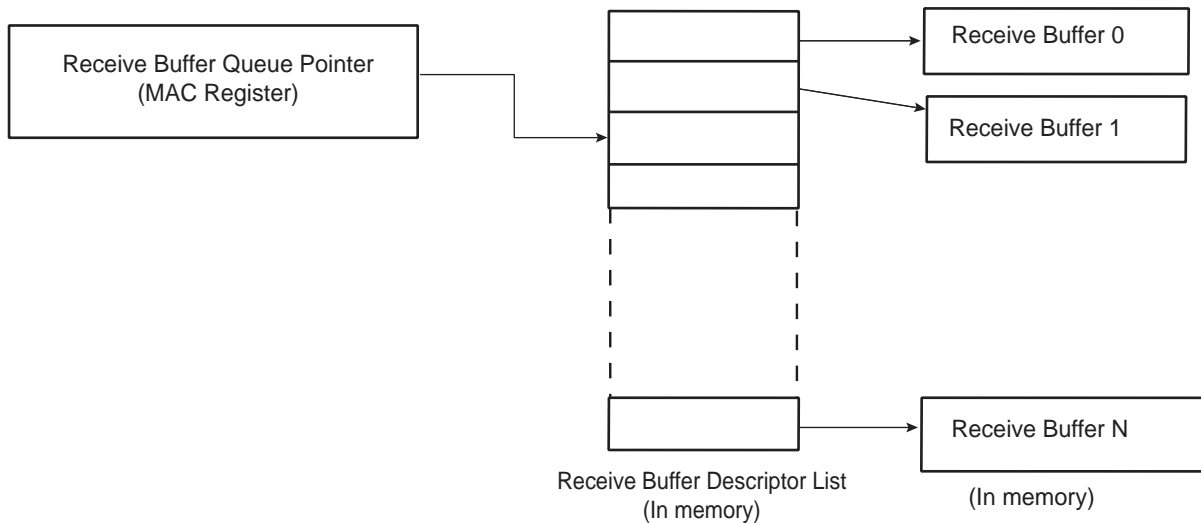 Receive Buffer Queue Pointer
(MAC Register)
Receive Buffer 0
Receive Buffer 1
Receive Buffer N
Receive Buffer Descriptor List
(In memory)
(In memory)